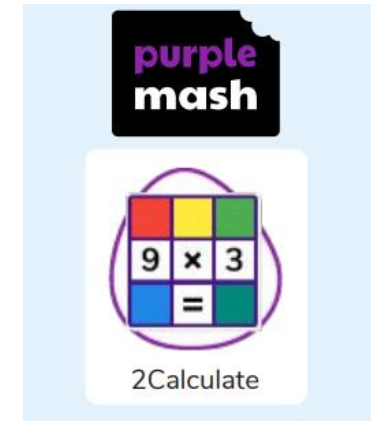 purple
mash
9 × 3
=
2Calculate